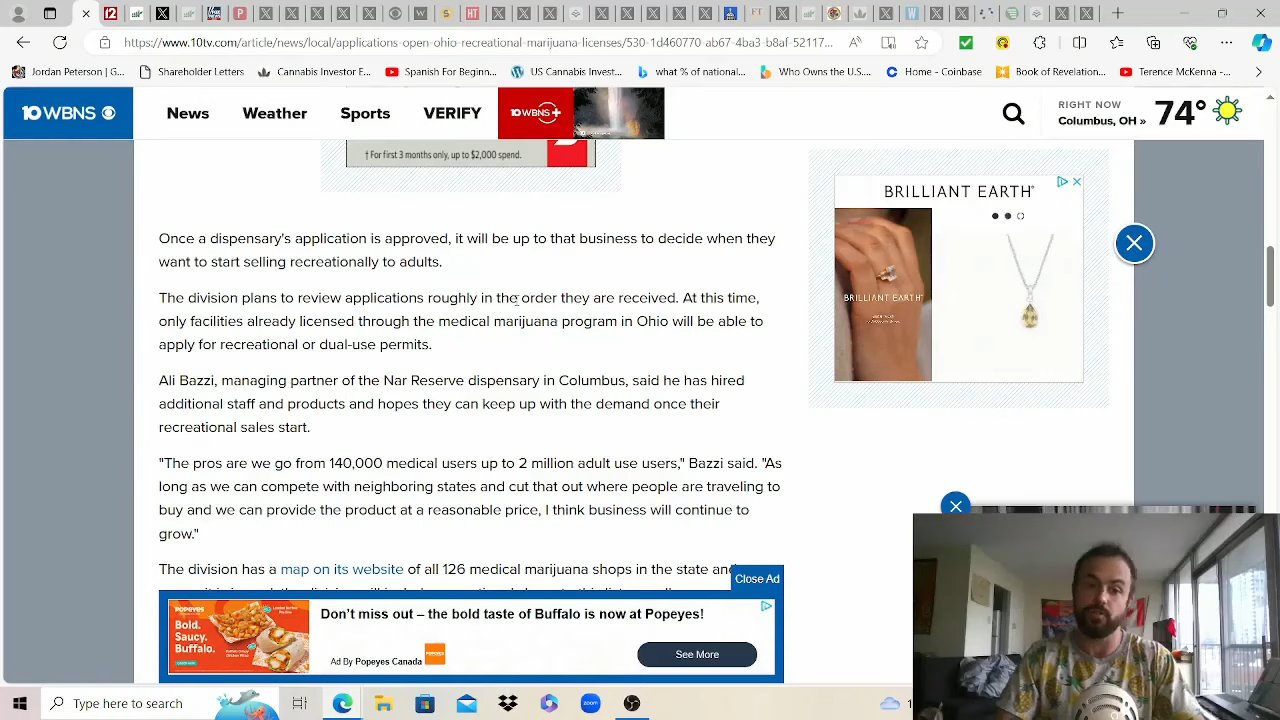 https://www.10tv.com/article/news/local/applications-open-ohio-recreational-marijuana-licenses/530-1d460770-ab67-4ba3-b8af-52117...
Jordan Peterson | G...
Shareholder Letters
Cannabis Investor E...
Spanish For Beginn...
US Cannabis Invest...
what % of national...
Who Owns the U.S...
Home - Coinbase
Book of Revelation...
Terence McKenna -...
10 WBNS
News
Weather
Sports
VERIFY
10 WBNS+
RIGHT NOW
Columbus, OH »
74°
† For first 3 months only, up to $2,000 spend.
Once a dispensary's application is approved, it will be up to that business to decide when they
want to start selling recreationally to adults.
The division plans to review applications roughly in the order they are received. At this time,
only facilities already licensed through the medical marijuana program in Ohio will be able to
apply for recreational or dual-use permits.
Ali Bazzi, managing partner of the Nar Reserve dispensary in Columbus, said he has hired
additional staff and products and hopes they can keep up with the demand once their
recreational sales start.
"The pros are we go from 140,000 medical users up to 2 million adult use users," Bazzi said. "As
long as we can compete with neighboring states and cut that out where people are traveling to
buy and we can provide the product at a reasonable price, I think business will continue to
grow."
The division has a map on its website of all 126 medical marijuana shops in the state and
BRILLIANT EARTH
BRILLIANT EARTH
Close Ad
POPEYES
Bold.
Saucy.
Buffalo.
Don't miss out – the bold taste of Buffalo is now at Popeyes!
Ad By Popeyes Canada
See More
Type here to search
zoom